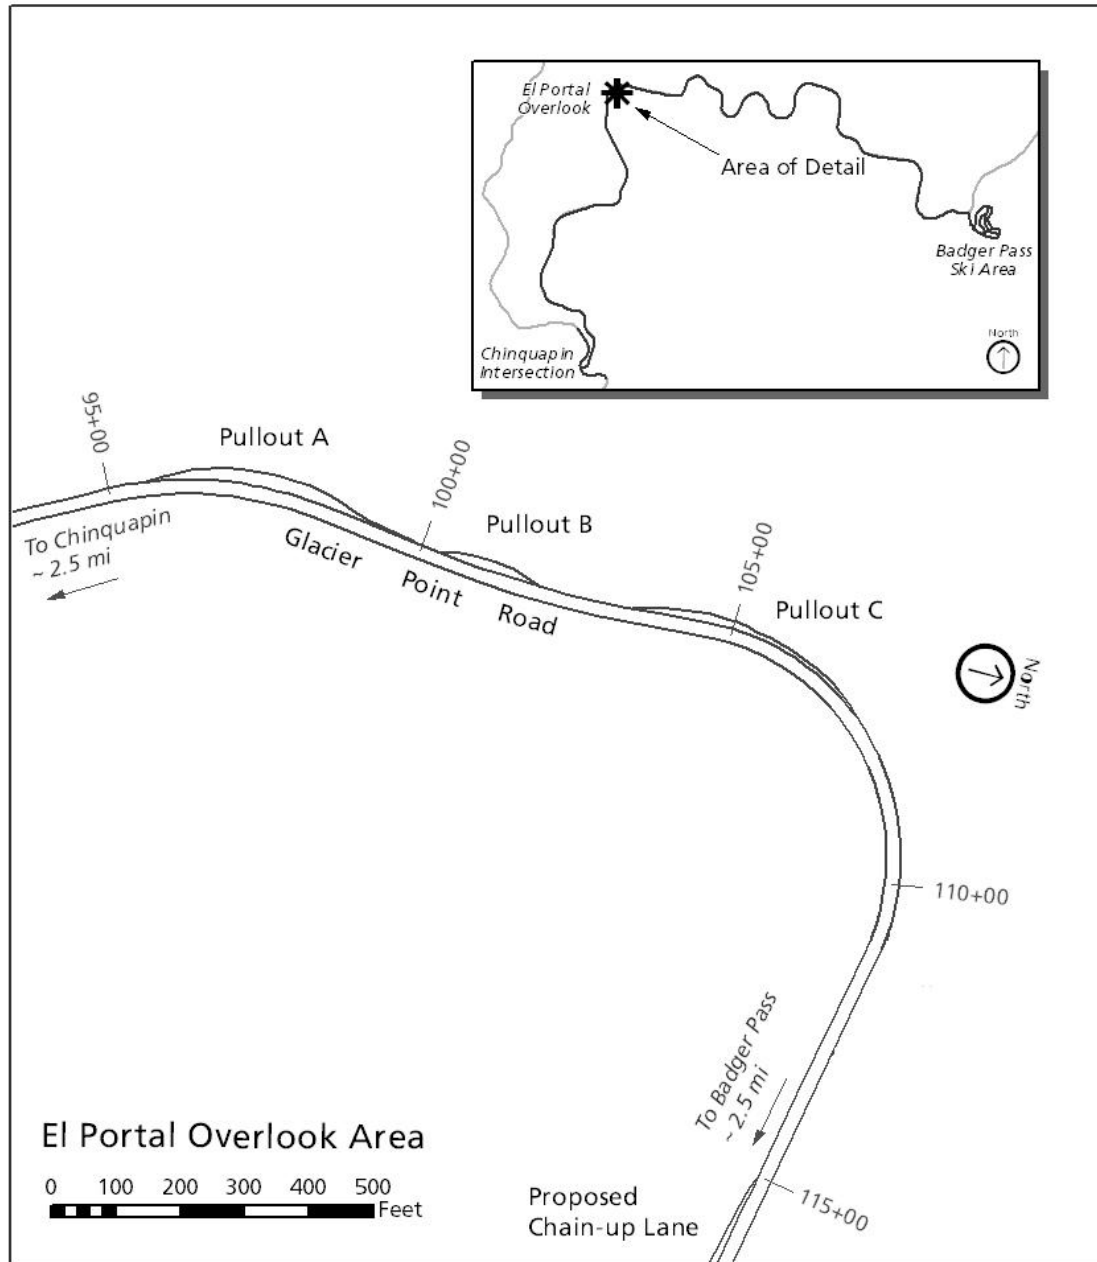 El Portal
Overlook
Area of Detail
Badger Pass
Ski Area
North
Chinquapin
Intersection
95+00
Pullout A
100+00
Pullout B
105+00
Pullout C
To Chinquapin
~ 2.5 mi
Glacier Point Road
North
110+00
To Badger Pass
~ 2.5 mi
El Portal Overlook Area
0 100 200 300 400 500
Feet
Proposed
Chain-up Lane
115+00